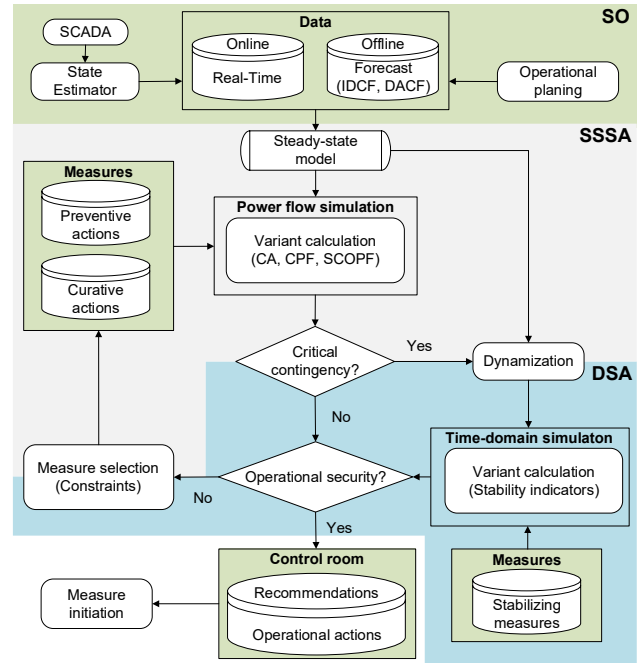 SO
Data
SCADA
Online
Offline
State
Estimator
Real-Time
Forecast
(IDCF, DACF)
Operational
planing
SSSA
Steady-state
model
Measures
Preventive
actions
Curative
actions
Power flow simulation
Variant calculation
(CA, CPF, SCOPF)
Critical
contingency?
Yes
Dynamization
DSA
No
Time-domain simulaton
Variant calculation
(Stability indicators)
Measure selection
(Constraints)
No
Operational security?
Yes
Control room
Recommendations
Operational actions
Measure
initiation
Measures
Stabilizing
measures